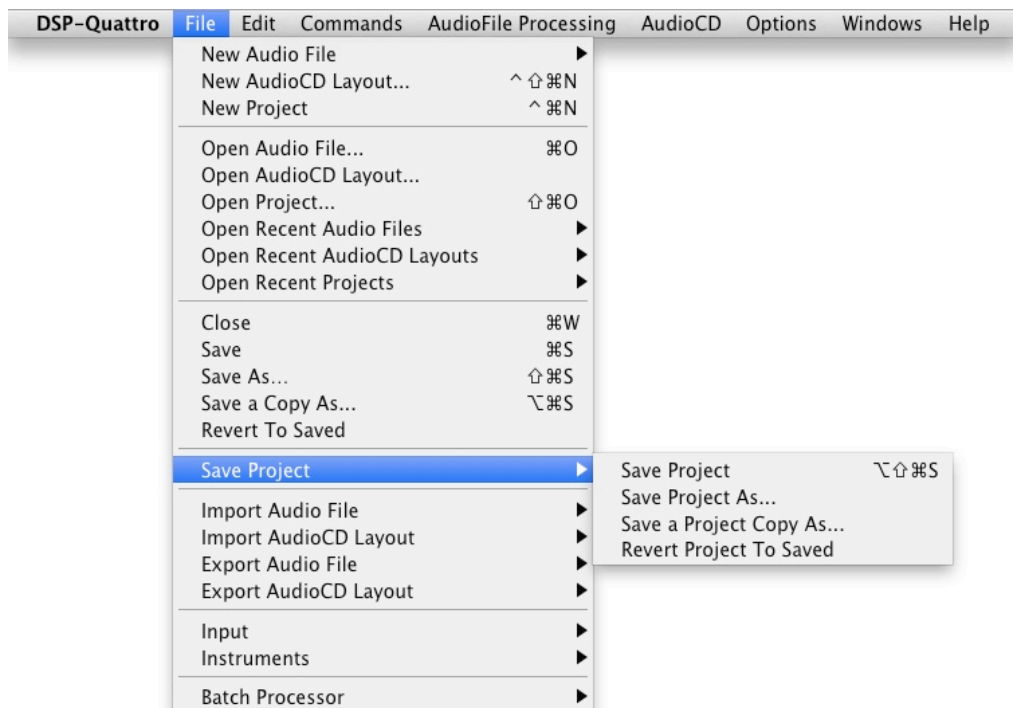 DSP-Quattro File Edit Commands AudioFile Processing AudioCD Options Windows Help
New Audio File ▶
New AudioCD Layout... ^⇧⌘N
New Project ^⌘N
Open Audio File... ⌘O
Open AudioCD Layout...
Open Project... ⇧⌘O
Open Recent Audio Files ▶
Open Recent AudioCD Layouts ▶
Open Recent Projects ▶
Close ⌘W
Save ⌘S
Save As... ⇧⌘S
Save a Copy As... ⌥⌘S
Revert To Saved
Save Project ▶
Save Project ⌥⇧⌘S
Save Project As...
Save a Project Copy As...
Revert Project To Saved
Import Audio File ▶
Import AudioCD Layout ▶
Export Audio File ▶
Export AudioCD Layout ▶
Input ▶
Instruments ▶
Batch Processor ▶